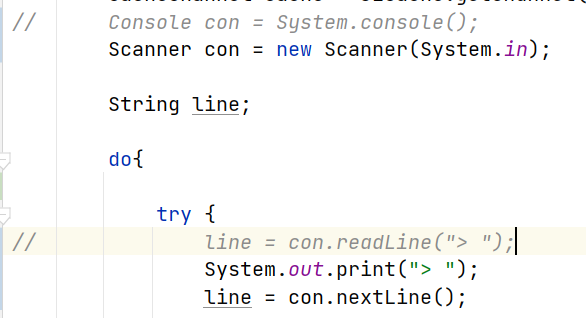 //      Console con = System.console();
        Scanner con = new Scanner(System.in);
        String line;
        do{
            try {
//              line = con.readLine("> ");
                System.out.print("> ");
                line = con.nextLine();